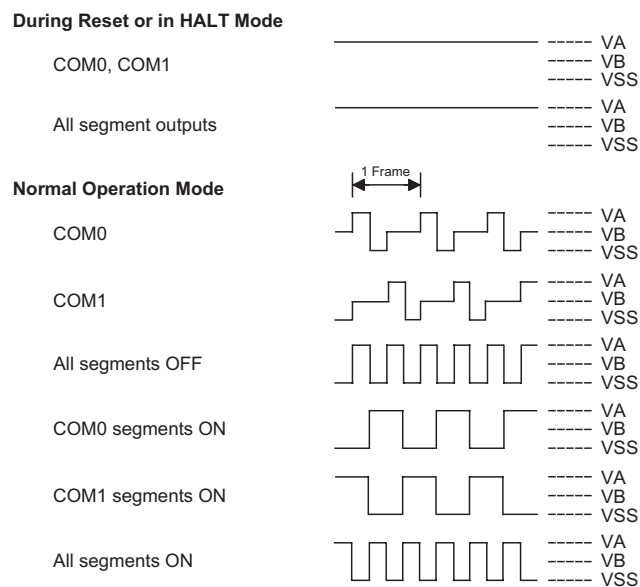 During Reset or in HALT Mode
COM0, COM1
VA
VB
VSS
All segment outputs
VA
VB
VSS
Normal Operation Mode
1 Frame
COM0
VA
VB
VSS
COM1
VA
VB
VSS
All segments OFF
VA
VB
VSS
COM0 segments ON
VA
VB
VSS
COM1 segments ON
VA
VB
VSS
All segments ON
VA
VB
VSS